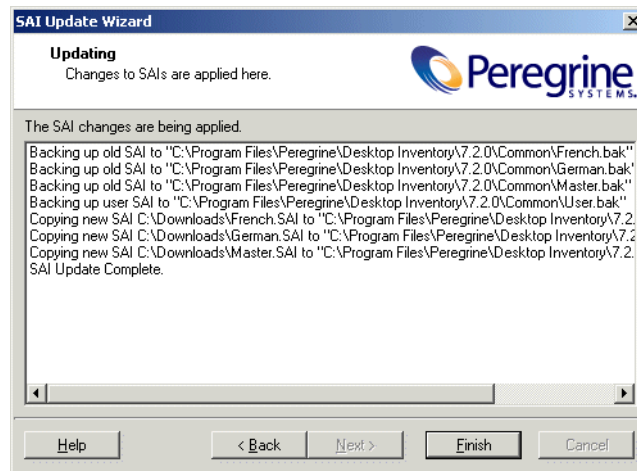 SAI Update Wizard
Updating
Changes to SAIs are applied here.
Peregrine
SYSTEMS
The SAI changes are being applied.
Backing up old SAI to "C:\Program Files\Peregrine\Desktop Inventory\7.2.0\Common\French.bak"
Backing up old SAI to "C:\Program Files\Peregrine\Desktop Inventory\7.2.0\Common\German.bak"
Backing up old SAI to "C:\Program Files\Peregrine\Desktop Inventory\7.2.0\Common\Master.bak"
Backing up user SAI to "C:\Program Files\Peregrine\Desktop Inventory\7.2.0\Common\User.bak"
Copying new SAI C:\Downloads\French.SAI to "C:\Program Files\Peregrine\Desktop Inventory\7.2.
Copying new SAI C:\Downloads\German.SAI to "C:\Program Files\Peregrine\Desktop Inventory\7.2
Copying new SAI C:\Downloads\Master.SAI to "C:\Program Files\Peregrine\Desktop Inventory\7.2.
SAI Update Complete.
Help < Back Next > Finish Cancel